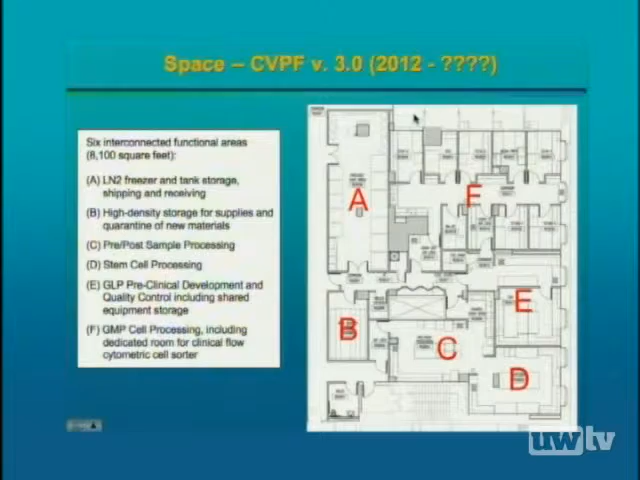 Space – CVPF v. 3.0 (2012 - ????)
Six interconnected functional areas
(8,100 square feet):
(A) LN2 freezer and tank storage,
shipping and receiving
(B) High-density storage for supplies and
quarantine of new materials
(C) Pre/Post Sample Processing
(D) Stem Cell Processing
(E) GLP Pre-Clinical Development and
Quality Control including shared
equipment storage
(F) GMP Cell Processing, including
dedicated room for clinical flow
cytometric cell sorter
A
F
E
B
C
D
uwtv